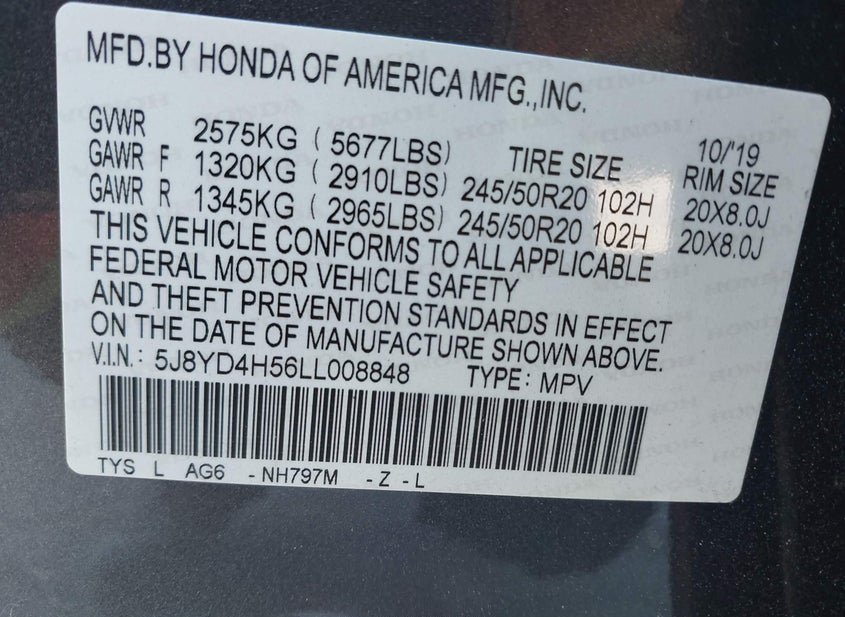 MFD.BY HONDA OF AMERICA MFG.,INC.
10/'19
GVWR 2575KG ( 5677LBS) TIRE SIZE RIM SIZE
GAWR F 1320KG ( 2910LBS) 245/50R20 102H 20X8.0J
GAWR R 1345KG ( 2965LBS) 245/50R20 102H 20X8.0J
THIS VEHICLE CONFORMS TO ALL APPLICABLE
FEDERAL MOTOR VEHICLE SAFETY
AND THEFT PREVENTION STANDARDS IN EFFECT
ON THE DATE OF MANUFACTURE SHOWN ABOVE.
V.I.N.: 5J8YD4H56LL008848 TYPE: MPV
TYS L AG6 - NH797M - Z - L